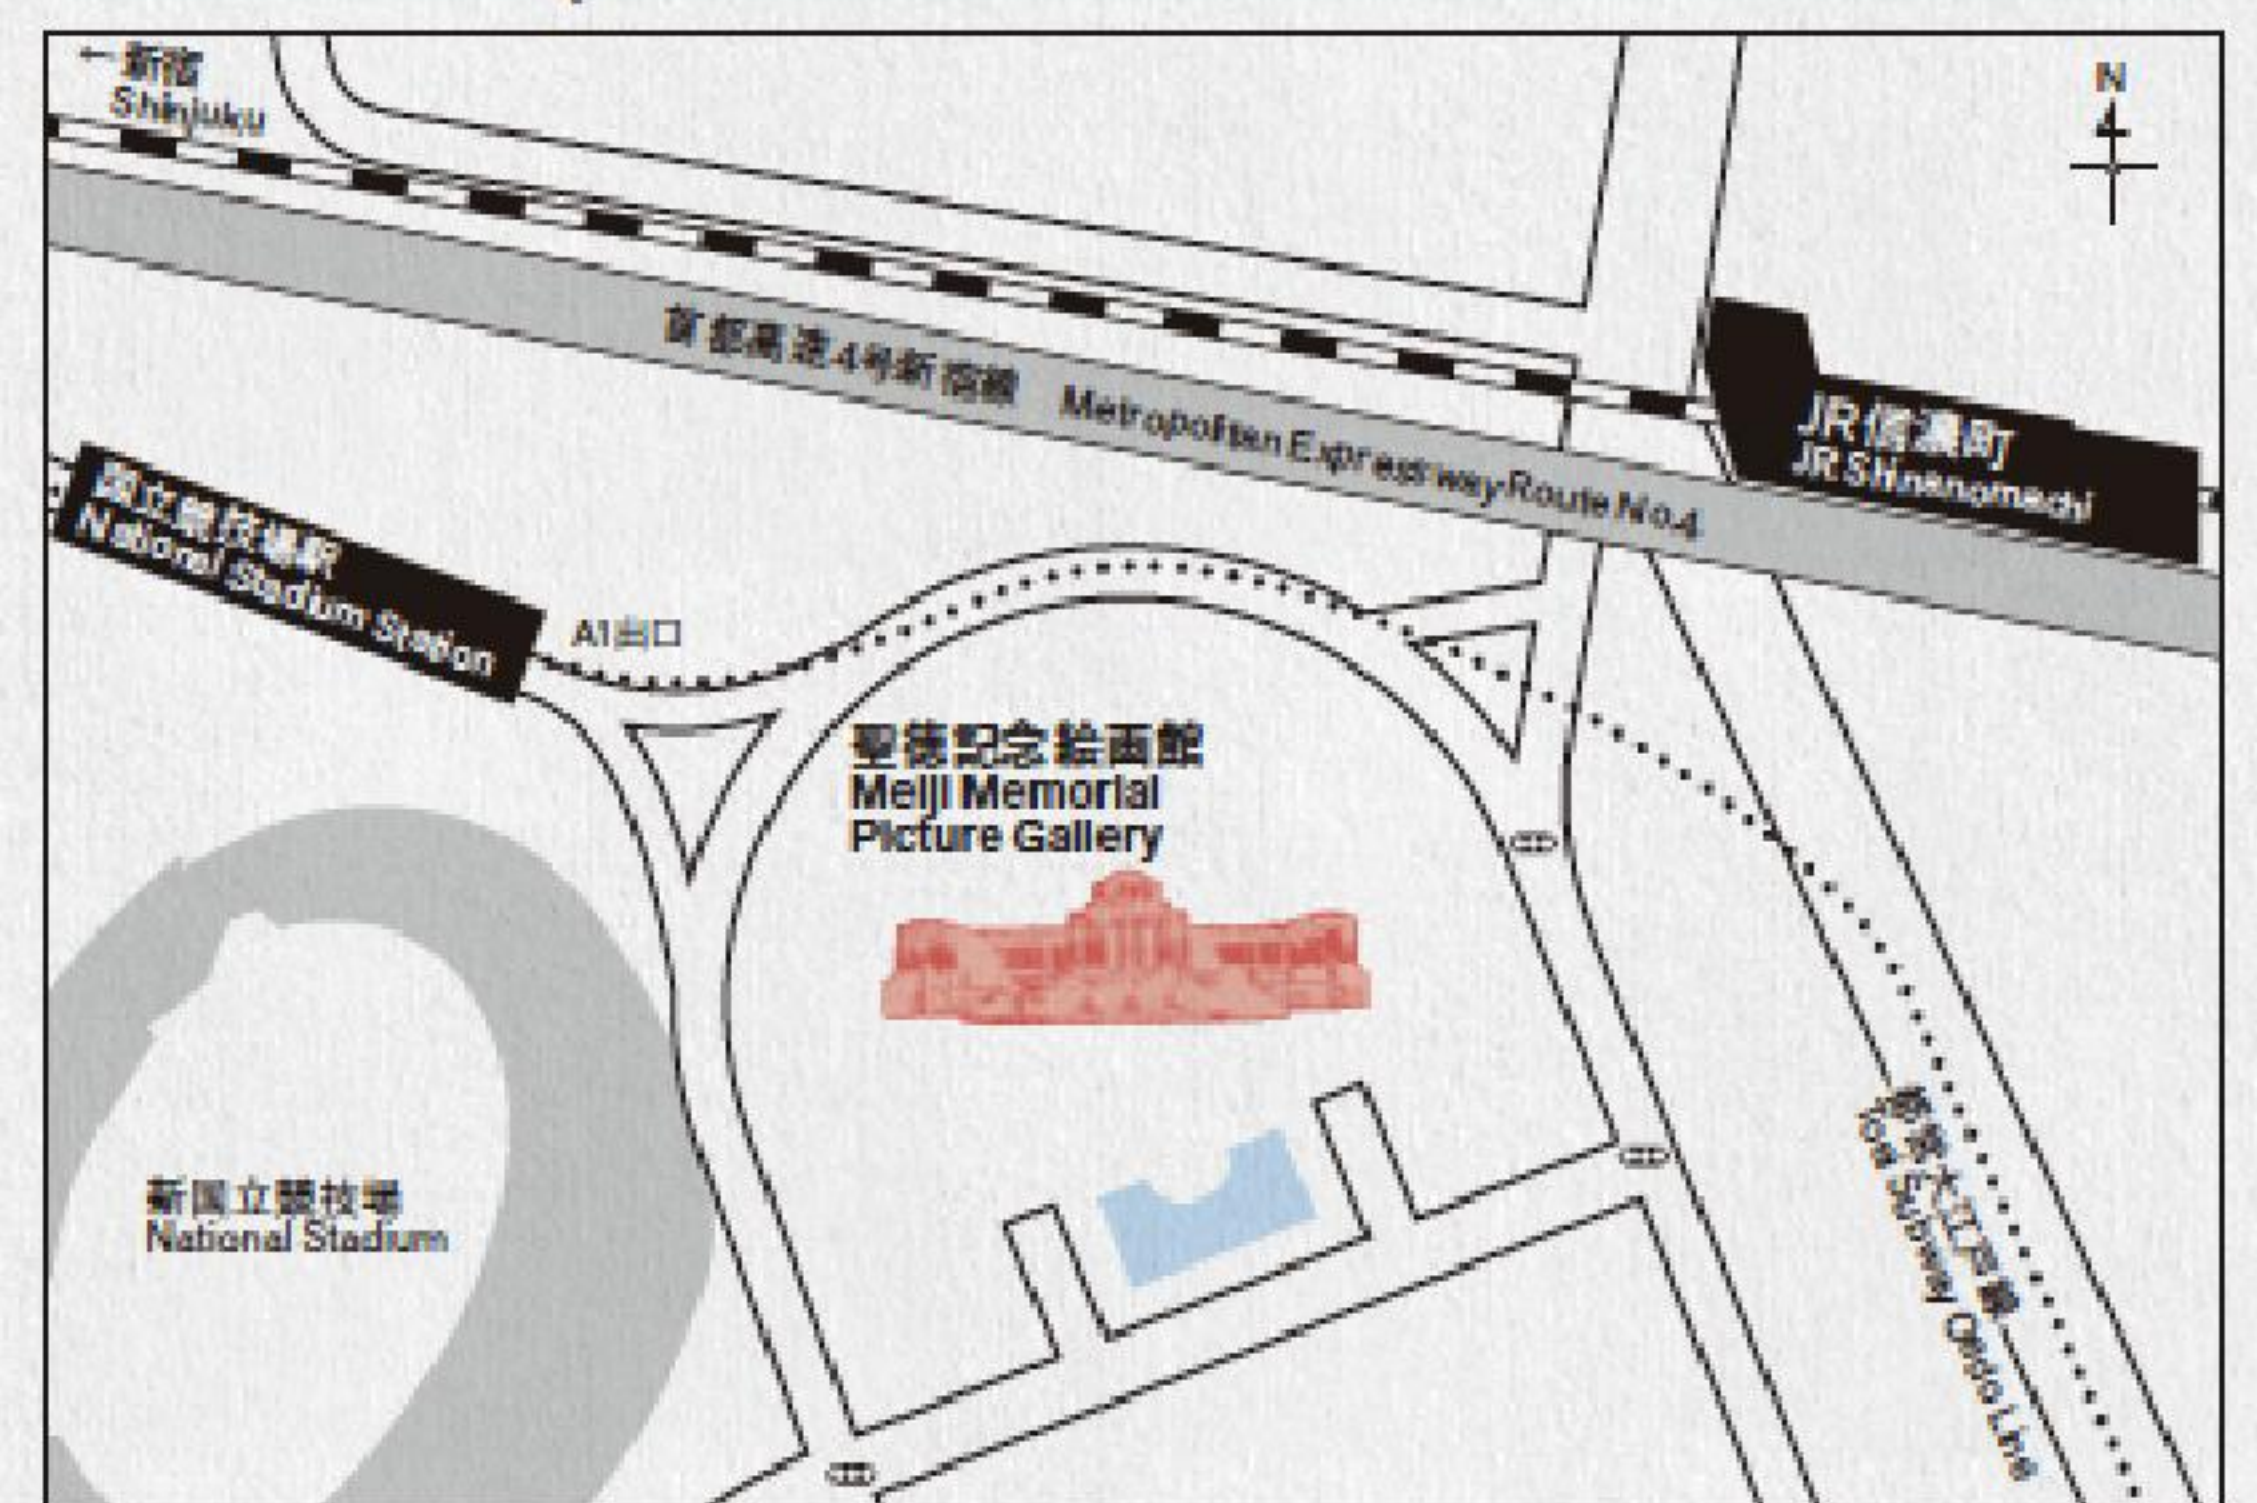 ← 新宿
Shinjuku
N
首都高速4号新宿線 Metropolitan Expressway Route No.4
JR信濃町
JR Shinanomachi
国立競技場駅
National Stadium Station
A1出口
聖徳記念絵画館
Meiji Memorial
Picture Gallery
新国立競技場
National Stadium
都営大江戸線
Toei Subway Oedo Line